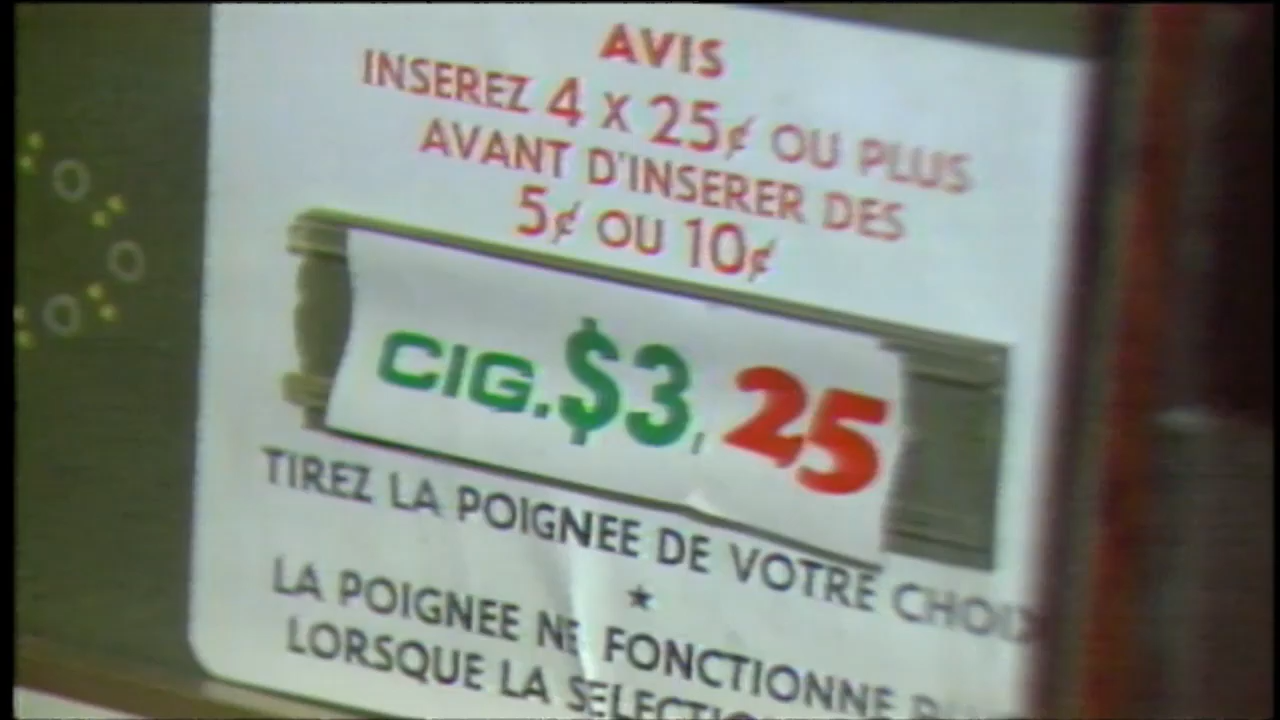 AVIS
INSEREZ 4 X 25¢ OU PLUS
AVANT D'INSERER DES
5¢ OU 10¢
CIG. $3,25
TIREZ LA POIGNEE DE VOTRE CHOIX
★
LA POIGNEE NE FONCTIONNE
LORSQUE LA